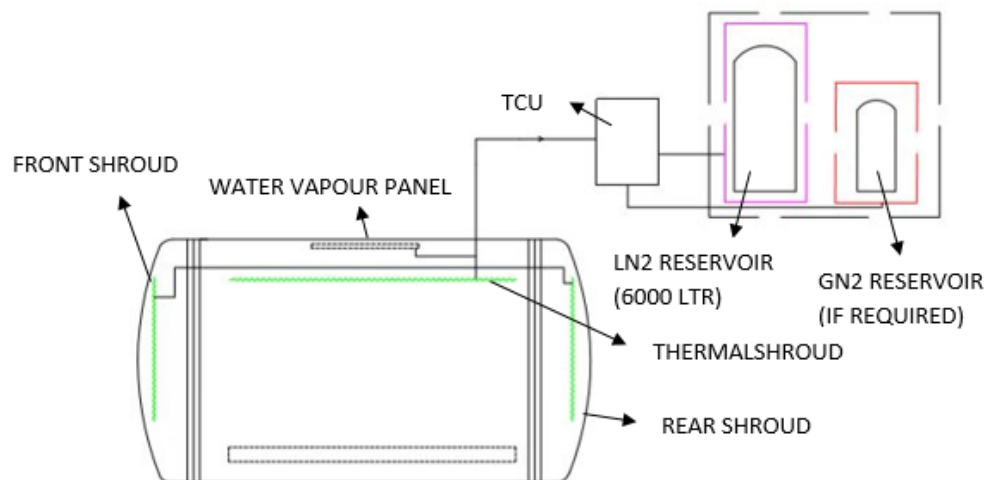 TCU
FRONT SHROUD
WATER VAPOUR PANEL
LN2 RESERVOIR
(6000 LTR)
GN2 RESERVOIR
(IF REQUIRED)
THERMALSHROUD
REAR SHROUD